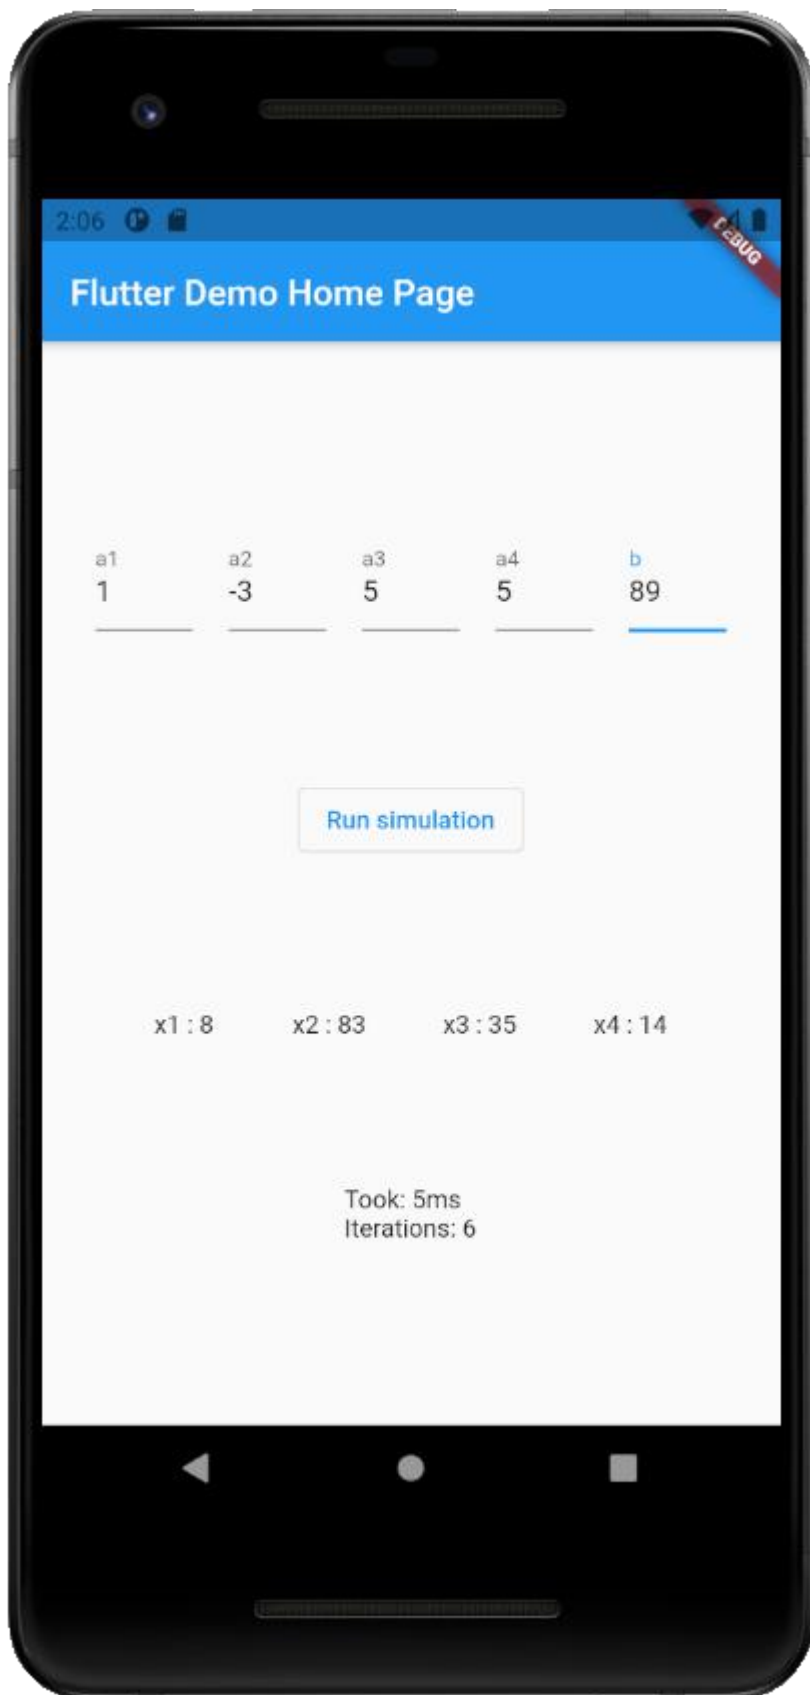 2:06
DEBUG
Flutter Demo Home Page
a1 a2 a3 a4 b
1 -3 5 5 89
Run simulation
x1 : 8 x2 : 83 x3 : 35 x4 : 14
Took: 5ms
Iterations: 6